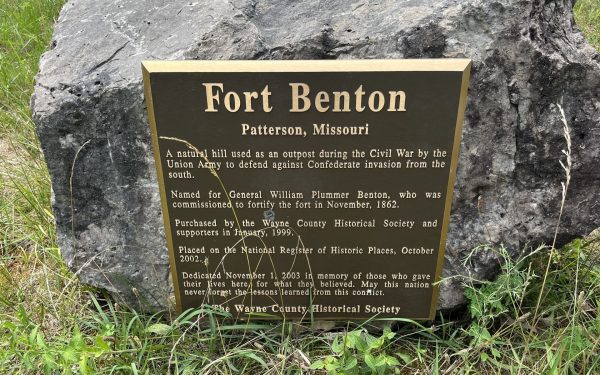 Fort Benton
Patterson, Missouri
A natural hill used as an outpost during the Civil War by the
Union Army to defend against Confederate invasion from the
south.
Named for General William Plummer Benton, who was
commissioned to fortify the fort in November, 1862.
Purchased by the Wayne County Historical Society and
supporters in January, 1999.
Placed on the National Register of Historic Places, October
2002.
Dedicated November 1, 2003 in memory of those who gave
their lives here, for what they believed. May this nation
never forget the lessons learned from this conflict.
The Wayne County Historical Society